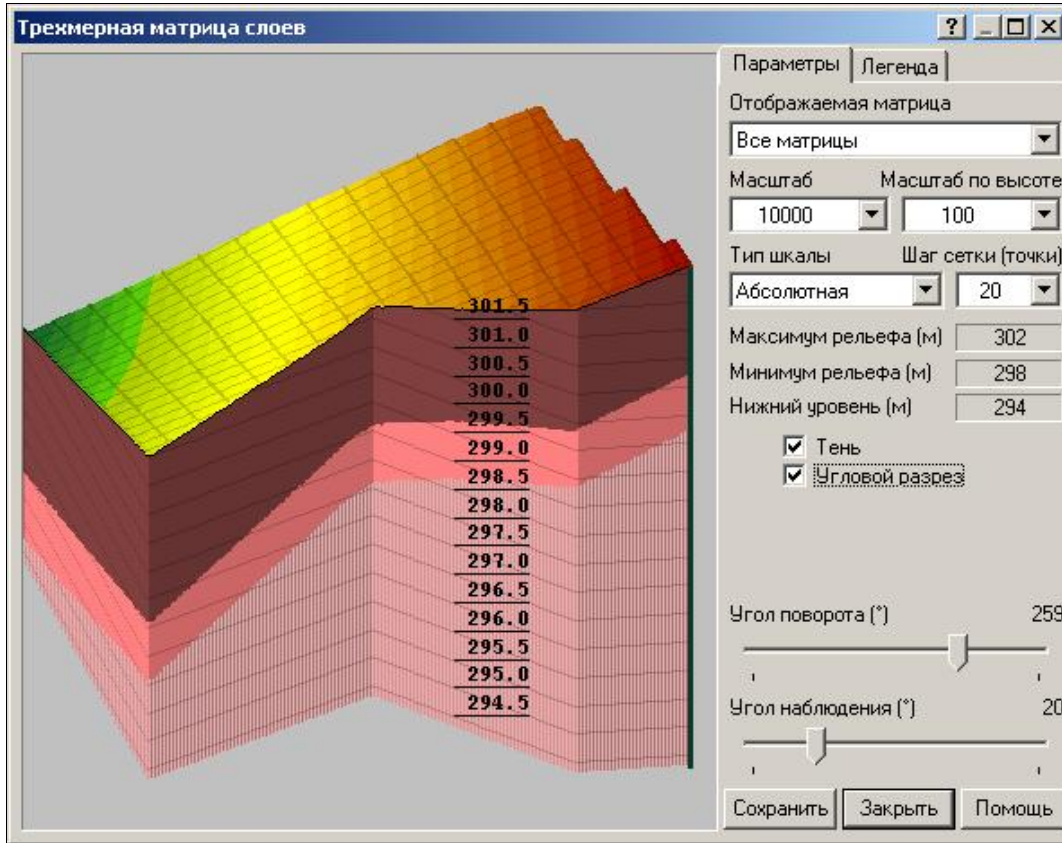 Трехмерная матрица слоев
301.5
301.0
300.5
300.0
299.5
299.0
298.5
298.0
297.5
297.0
296.5
296.0
295.5
295.0
294.5
Параметры Легенда
Отображаемая матрица
Все матрицы
Масштаб Масштаб по высоте
10000 100
Тип шкалы Шаг сетки (точки)
Абсолютная 20
Максимум рельефа (м) 302
Минимум рельефа (м) 298
Нижний уровень (м) 294
Тень
Угловой разрез
Угол поворота (°) 259
Угол наблюдения (°) 20
Сохранить Закрыть Помощь